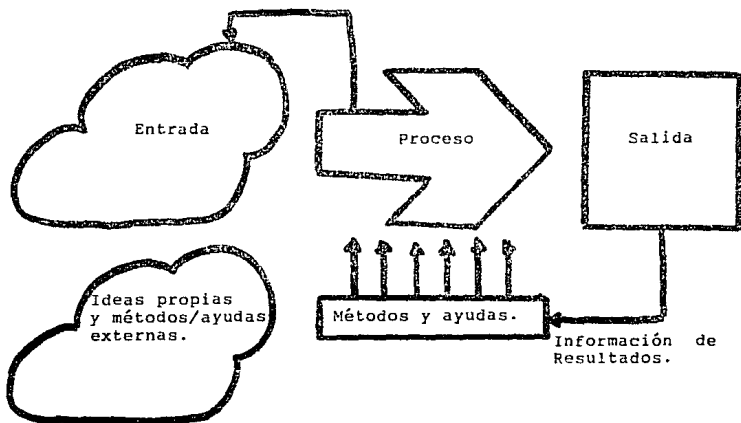 Entrada
Proceso
Salida
Ideas propias
y métodos/ayudas
externas.
Métodos y ayudas.
Información de
Resultados.